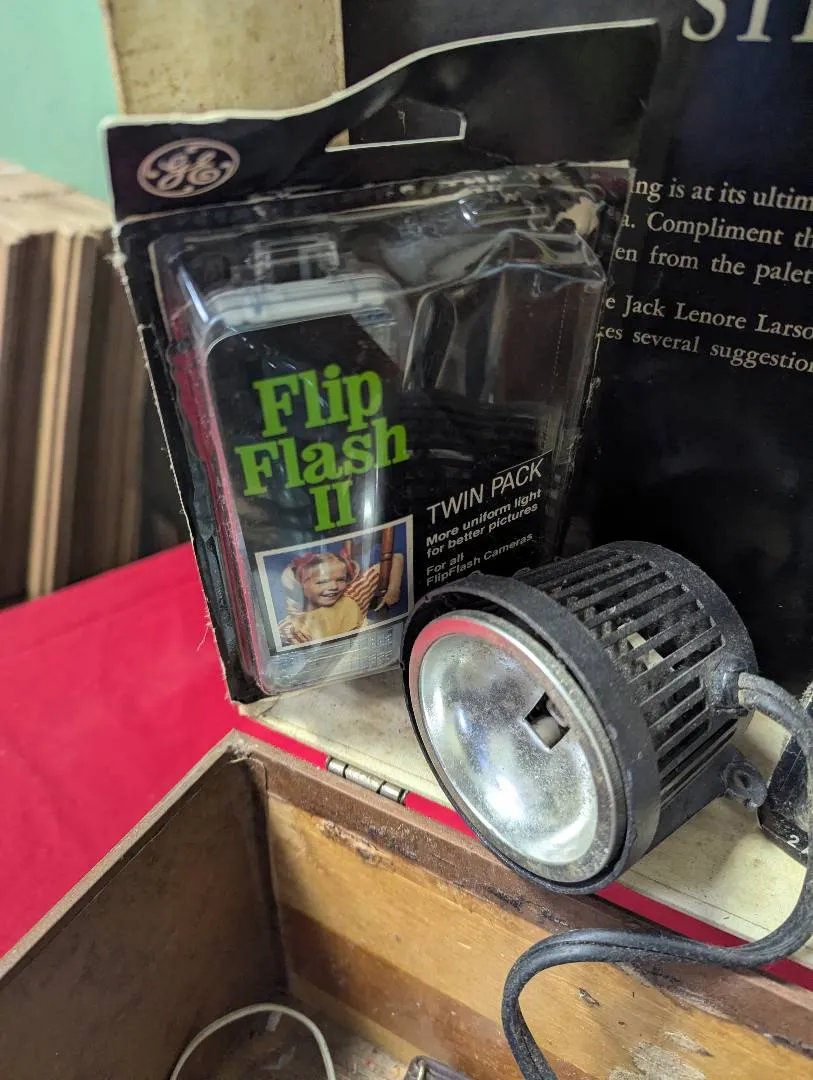 GE
Flip
Flash
II
TWIN PACK
More uniform light
for better pictures
For all
FlipFlash Cameras
ng is at its ultim
a. Compliment th
en from the palet
e Jack Lenore Larso
kes several suggestion
2